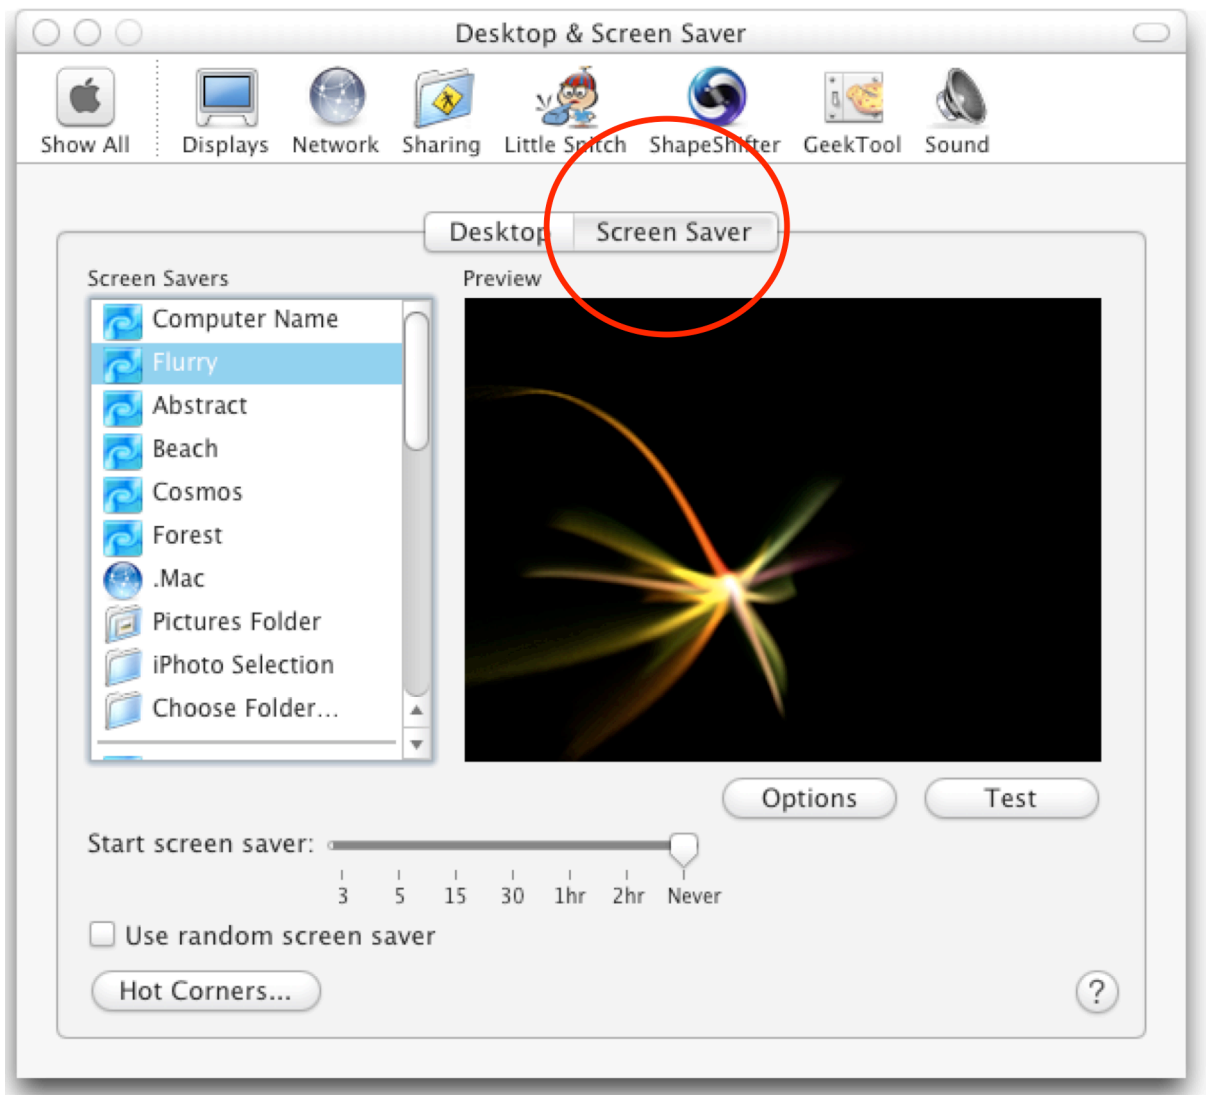 Desktop & Screen Saver
Show All
Displays
Network
Sharing
Little Snitch
ShapeShifter
GeekTool
Sound
Desktop
Screen Saver
Screen Savers
Preview
Computer Name
Flurry
Abstract
Beach
Cosmos
Forest
.Mac
Pictures Folder
iPhoto Selection
Choose Folder...
Options
Test
Start screen saver:
3 5 15 30 1hr 2hr Never
Use random screen saver
Hot Corners...
?